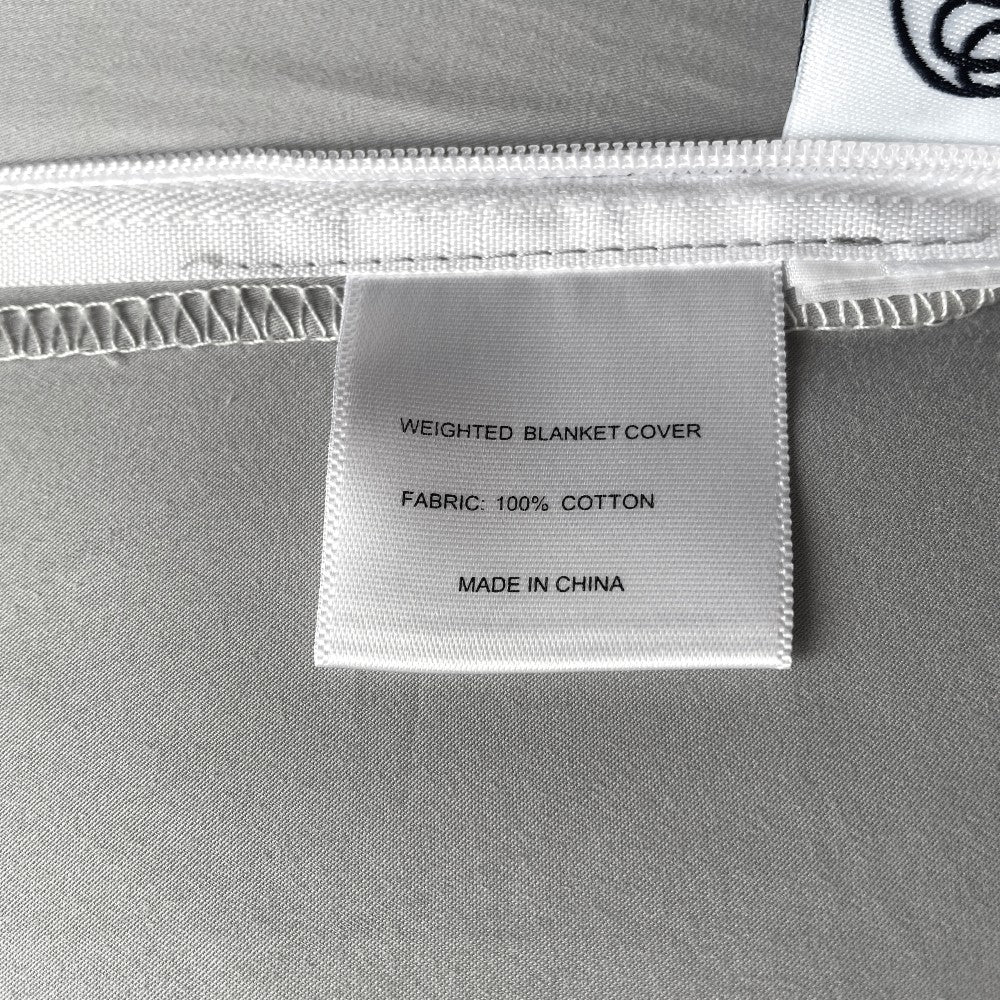 WEIGHTED BLANKET COVER
FABRIC: 100% COTTON
MADE IN CHINA